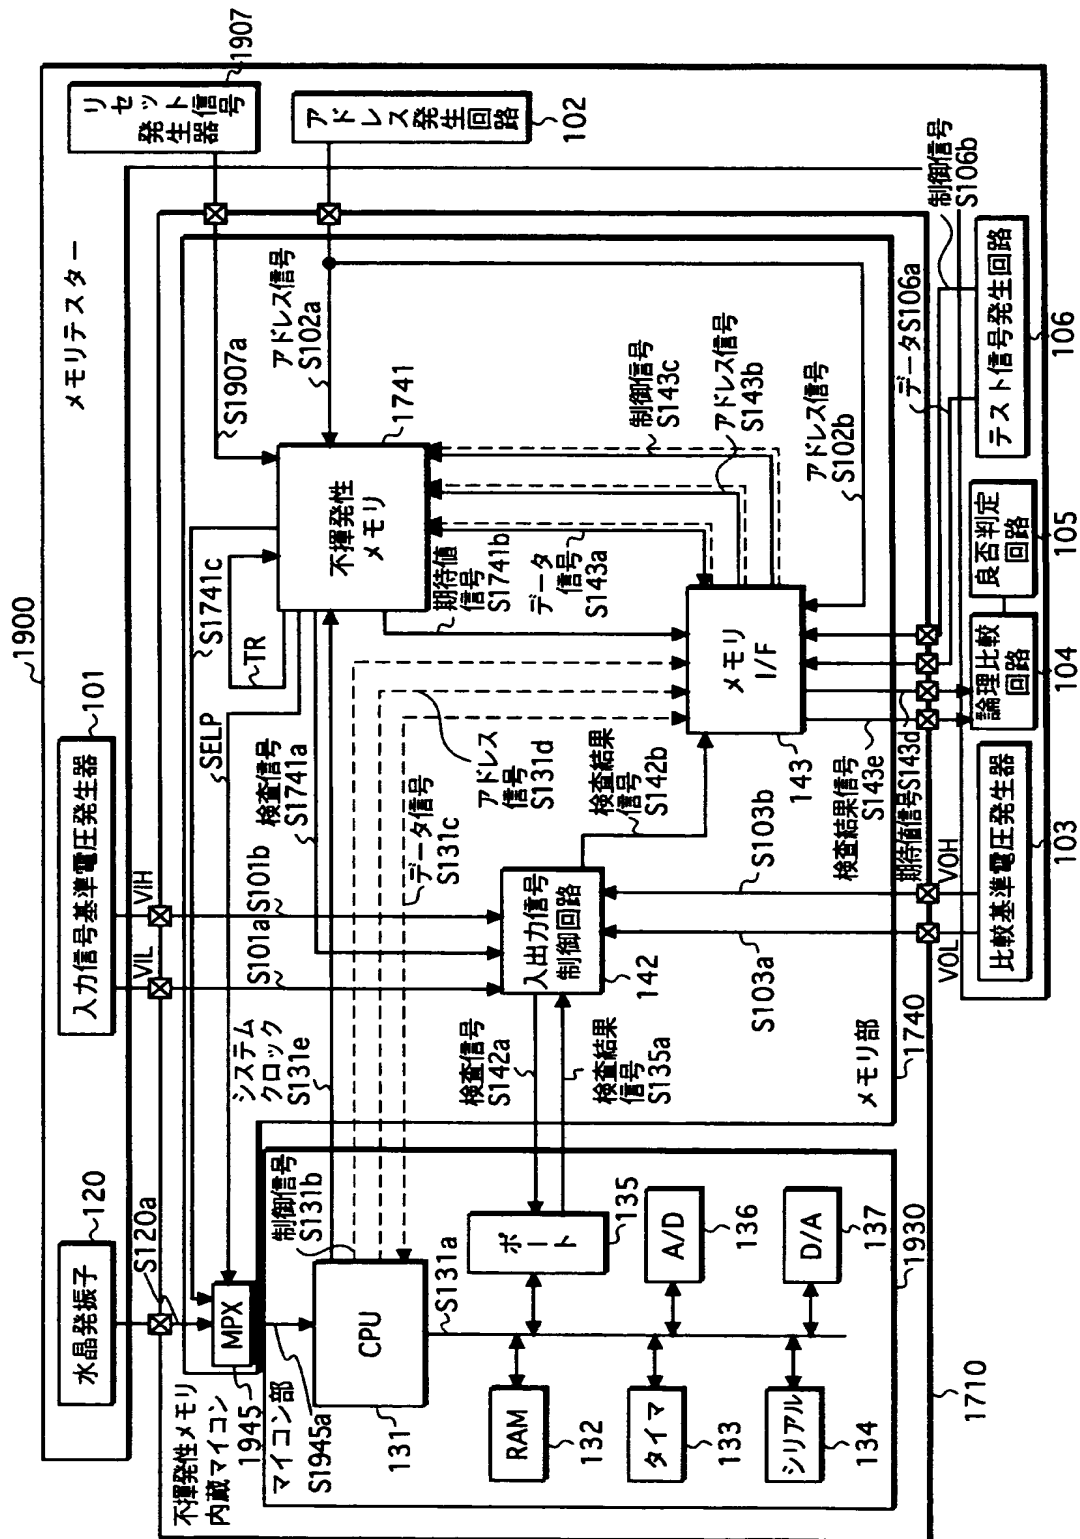 1900
メモリテスター
水晶発振子
120
入力信号基準電圧発生器
101
リセット信号
発生器
1907
アドレス発生回路
102
S120a
VIL
VIH
S101a
S101b
SELP
TR
S1741c
S1907a
アドレス信号
S102a
不揮発性メモリ
内蔵マイコン
1945
MPX
マイコン部
S1945a
システム
クロック
S131e
検査信号
S1741a
不揮発性
メモリ
1741
制御信号
S131b
CPU
131
S131a
データ信号
S131c
アドレス
信号
S131d
期待値
信号
S1741b
データ
信号
S143a
制御信号
S143c
アドレス信号
S143b
アドレス信号
S102b
ポート
135
検査信号
S142a
検査結果
信号
S135a
入出力信号
制御回路
142
検査結果
信号
S142b
メモリ
I/F
143
RAM
132
タイマ
133
シリアル
134
A/D
136
D/A
137
1930
1710
メモリ部
1740
S103a
S103b
VOL
VOH
検査結果信号
S143e
期待値信号S143d
データS106a
制御信号
S106b
比較基準電圧発生器
103
論理比較
回路
104
良否判定
回路
105
テスト信号発生回路
106